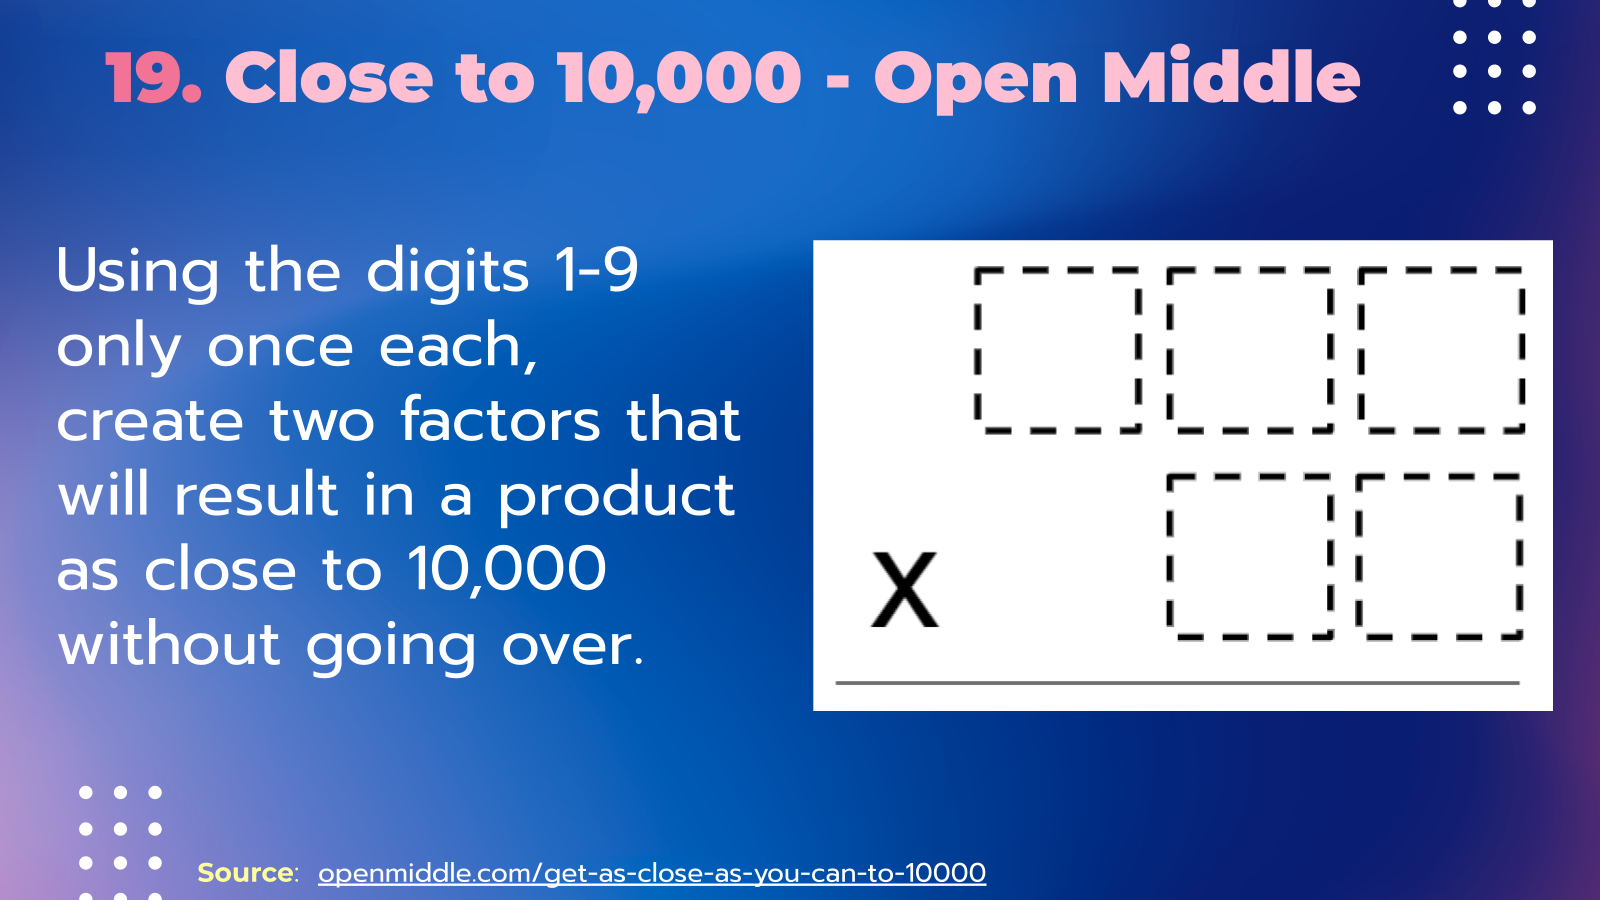 19. Close to 10,000 - Open Middle
Using the digits 1-9
only once each,
create two factors that
will result in a product
as close to 10,000
without going over.
X
Source: openmiddle.com/get-as-close-as-you-can-to-10000